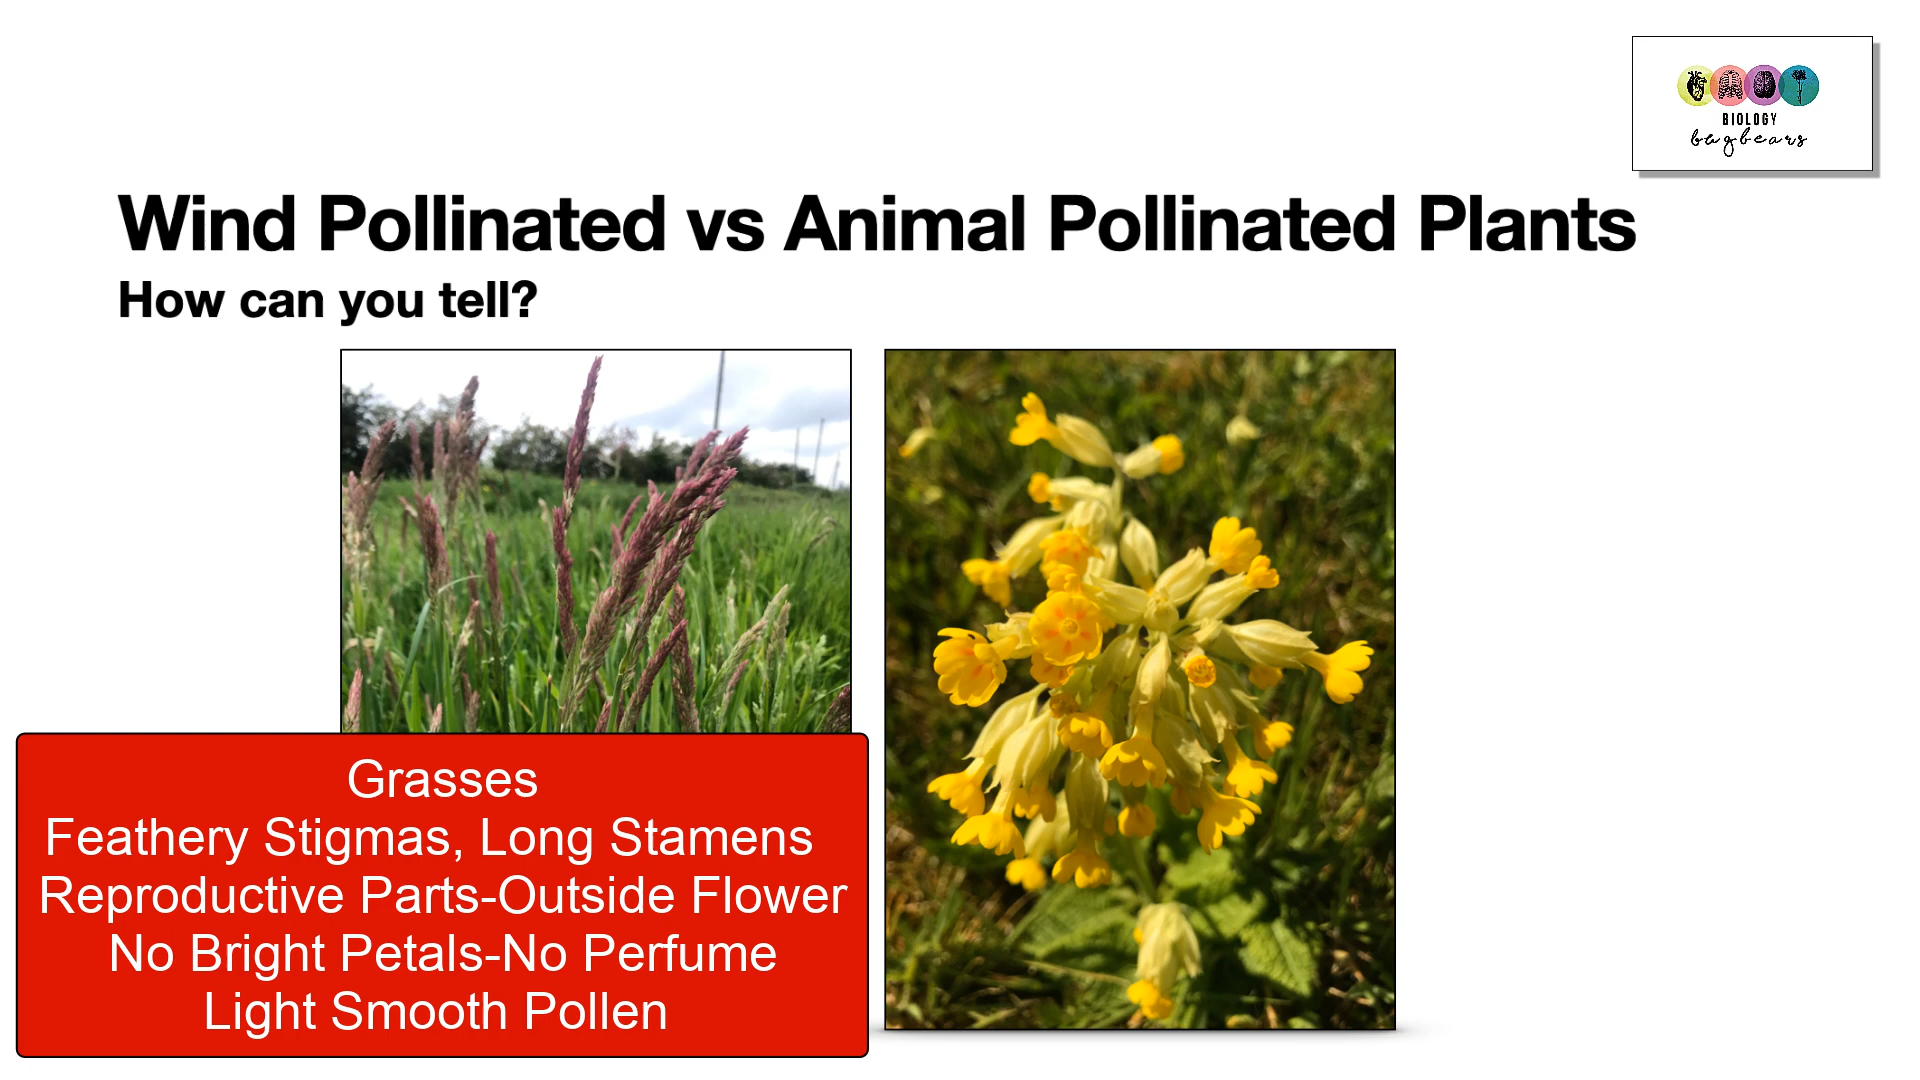 BIOLOGY
bugbears
Wind Pollinated vs Animal Pollinated Plants
How can you tell?
Grasses
Feathery Stigmas, Long Stamens
Reproductive Parts-Outside Flower
No Bright Petals-No Perfume
Light Smooth Pollen